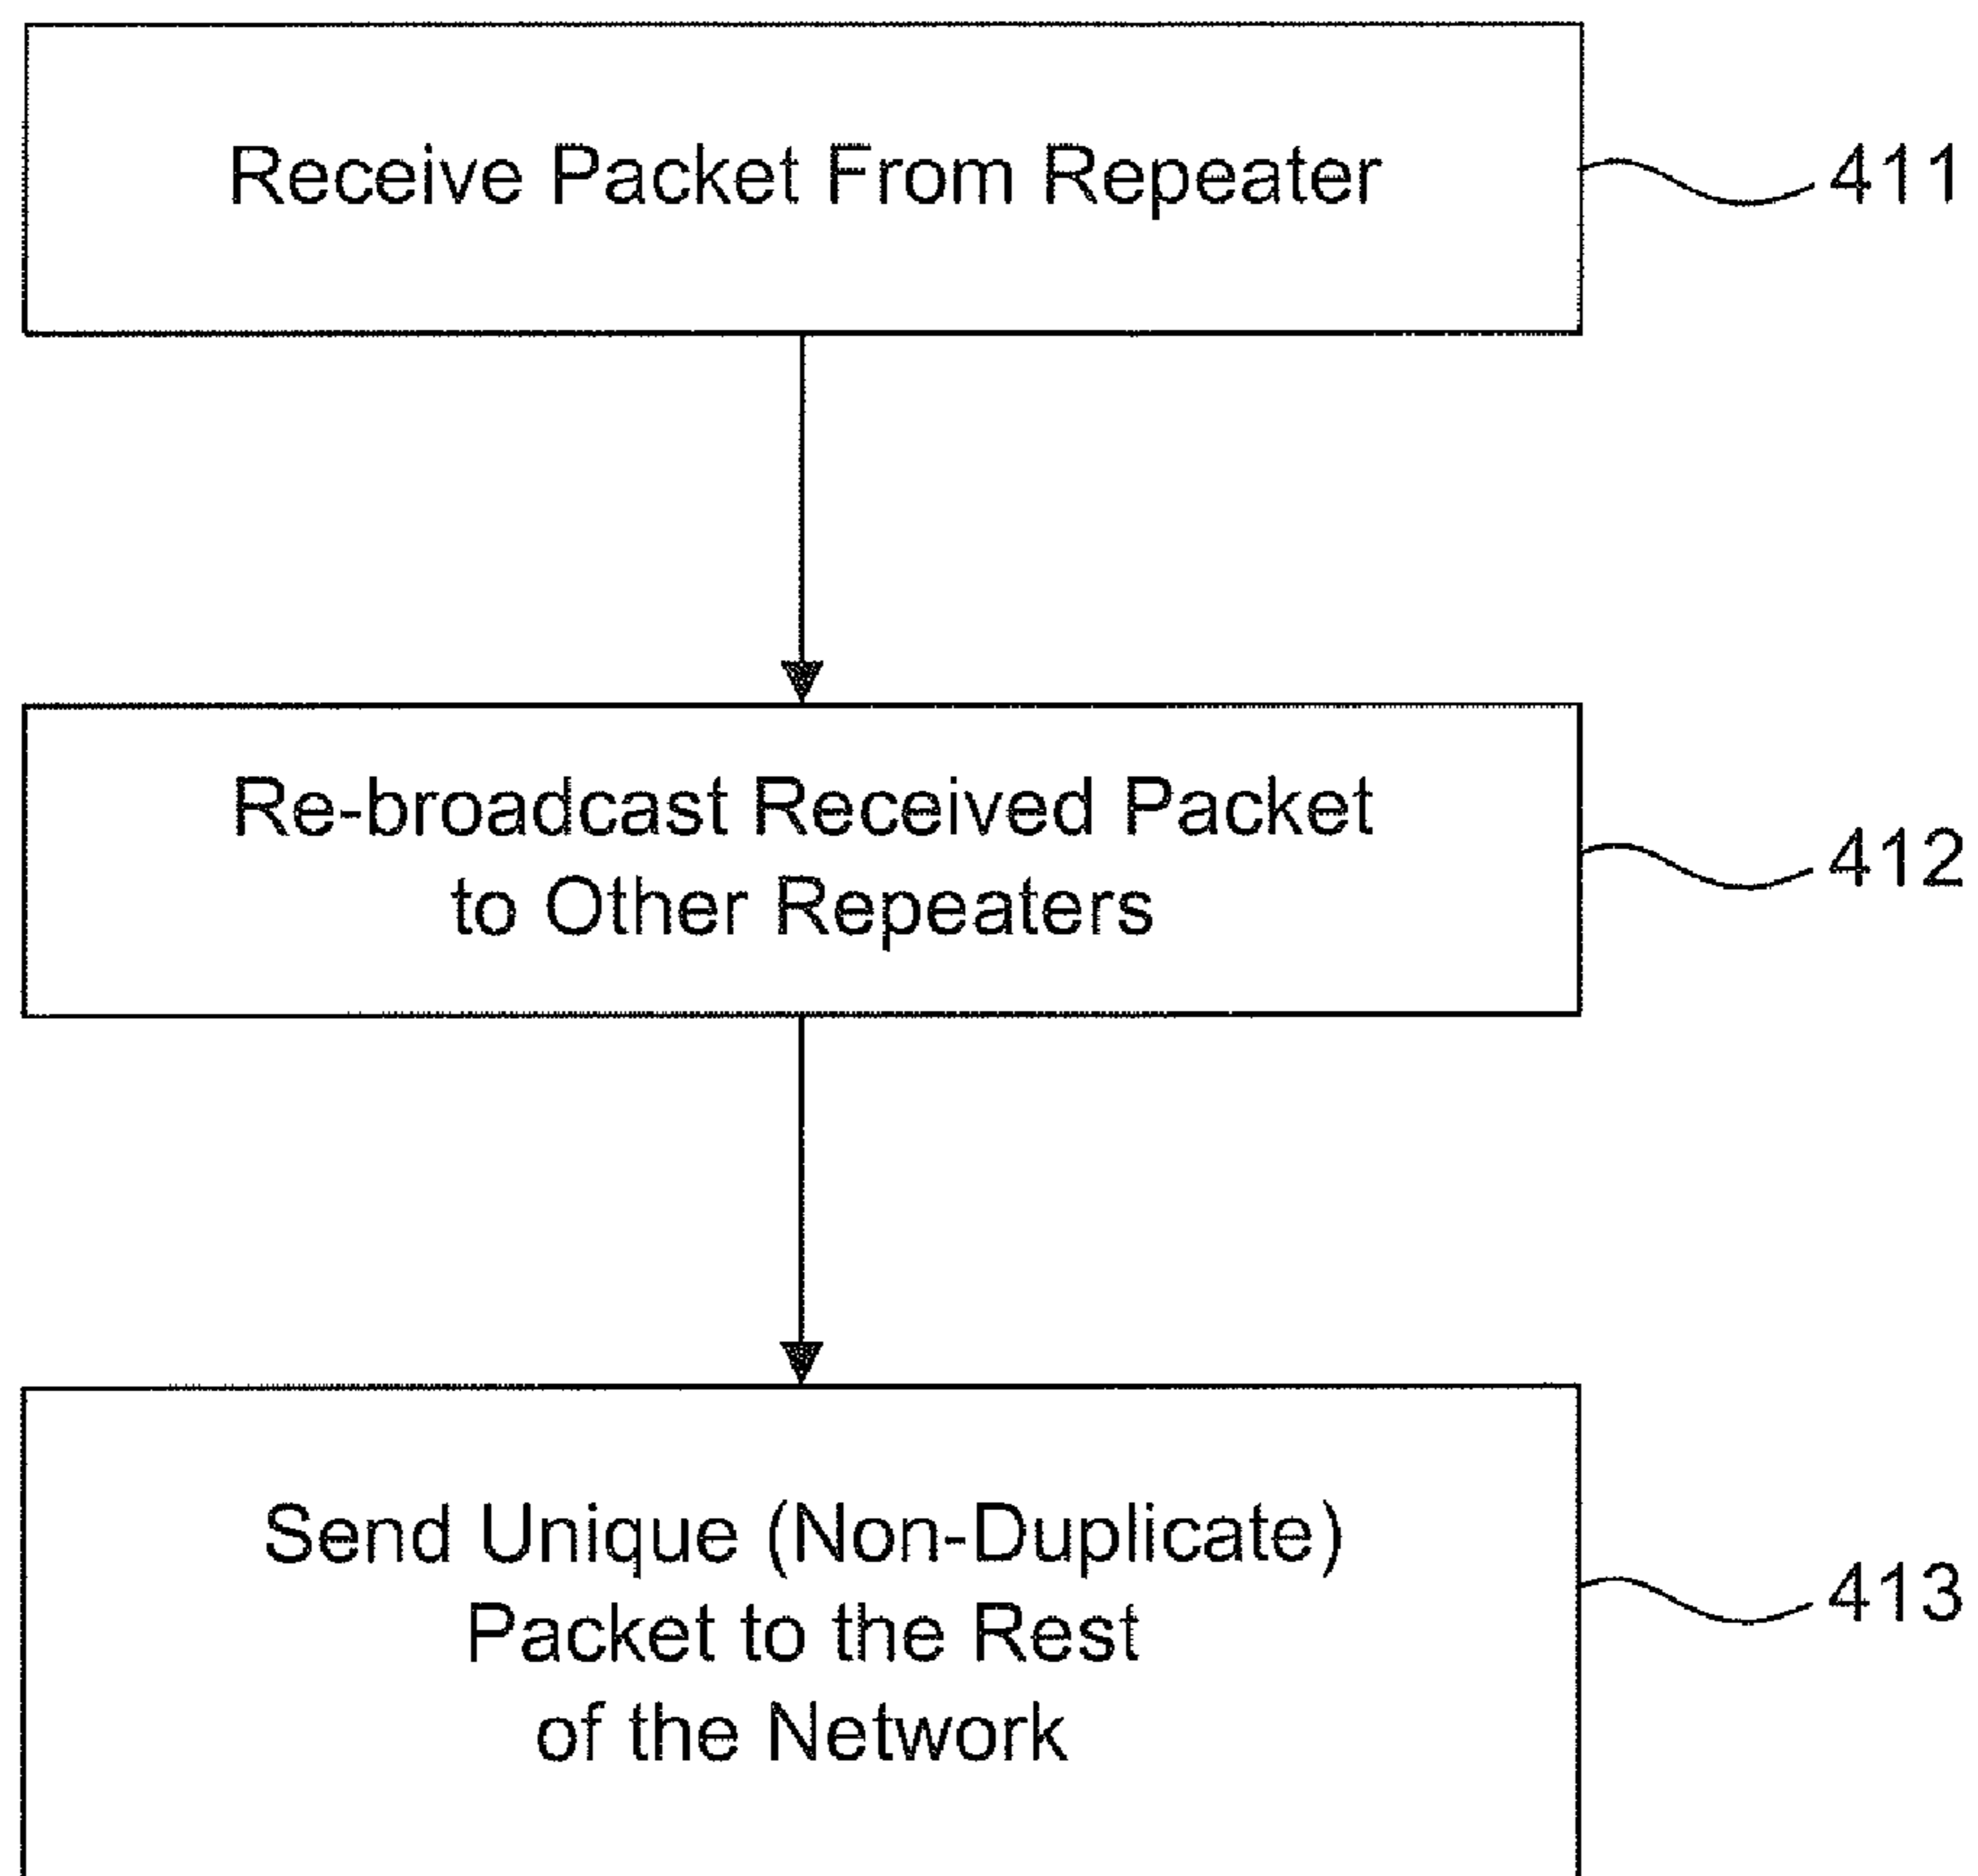 Receive Packet From Repeater
411
Re-broadcast Received Packet
to Other Repeaters
412
Send Unique (Non-Duplicate)
Packet to the Rest
of the Network
413